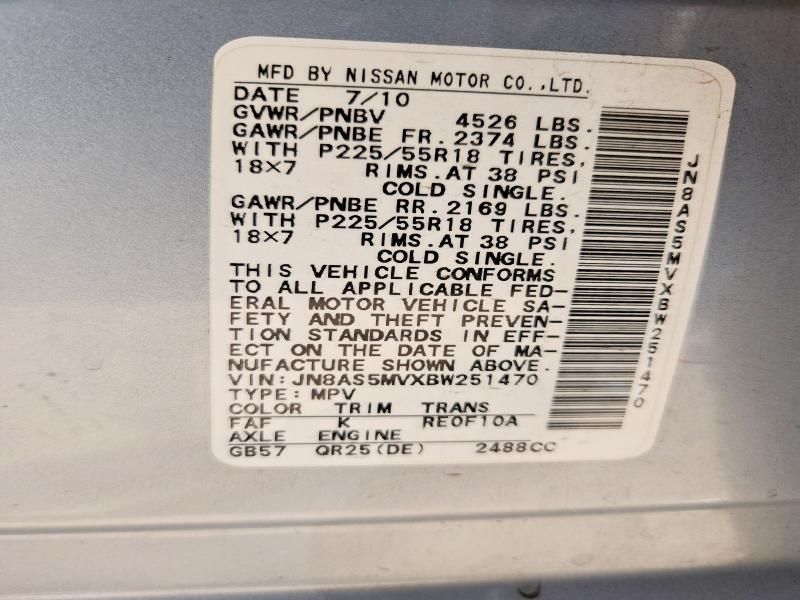 MFD BY NISSAN MOTOR CO.,LTD.
DATE 7/10
GVWR/PNBV 4526 LBS.
GAWR/PNBE FR.2374 LBS.
WITH P225/55R18 TIRES,
18×7 RIMS.AT 38 PSI
COLD SINGLE.
GAWR/PNBE RR.2169 LBS.
WITH P225/55R18 TIRES,
18×7 RIMS.AT 38 PSI
COLD SINGLE.
THIS VEHICLE CONFORMS
TO ALL APPLICABLE FED-
ERAL MOTOR VEHICLE SA-
FETY AND THEFT PREVEN-
TION STANDARDS IN EFF-
ECT ON THE DATE OF MA-
NUFACTURE SHOWN ABOVE.
VIN:JN8AS5MVXBW251470
TYPE:MPV
COLOR TRIM TRANS
FAF K RE0F10A
AXLE ENGINE
GB57 QR25(DE) 2488CC
JN8AS5MVXBW251470